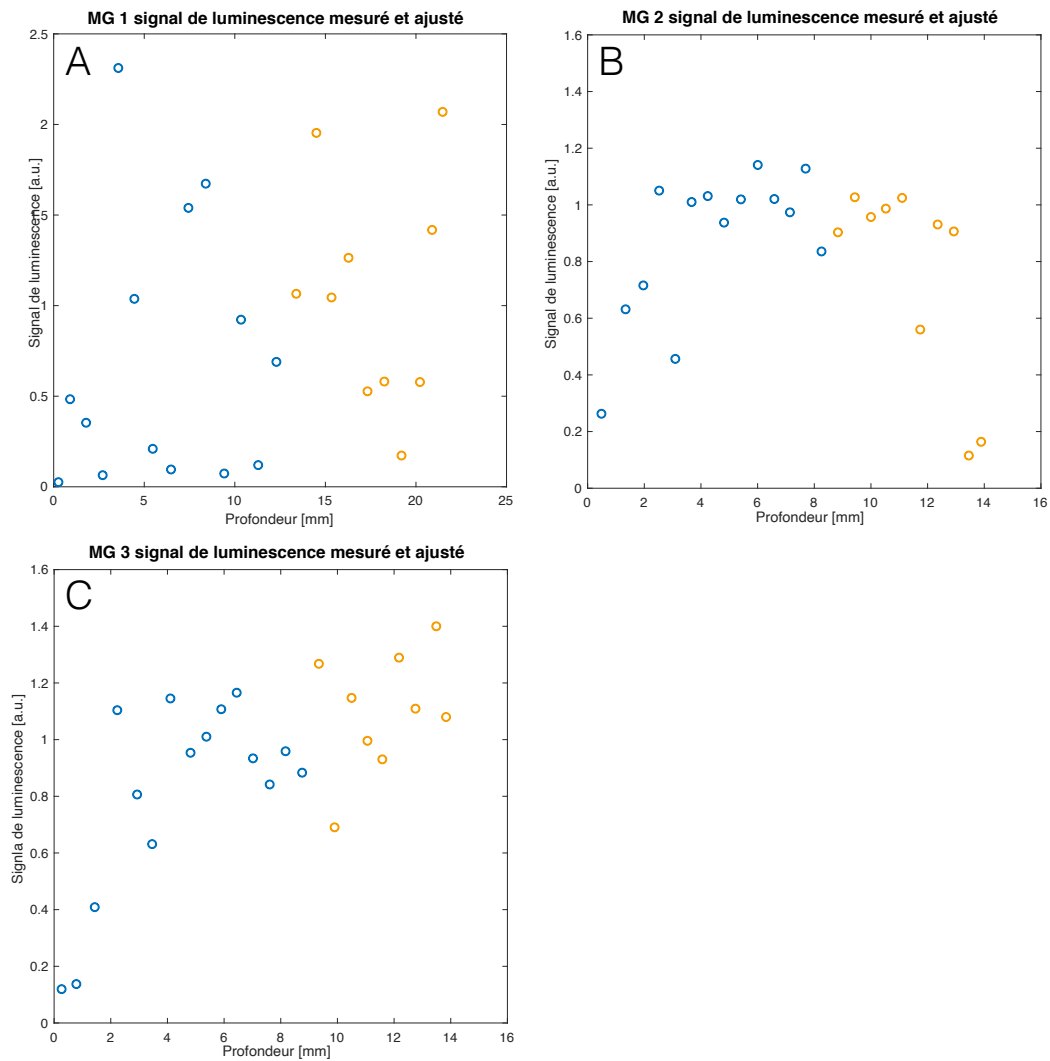 MG 1 signal de luminescence mesuré et ajusté
A
Signal de luminescence [a.u.]
2.5
2
1.5
1
0.5
0
0 5 10 15 20 25
Profondeur [mm]
MG 2 signal de luminescence mesuré et ajusté
B
Signal de luminescence [a.u.]
1.6
1.4
1.2
1
0.8
0.6
0.4
0.2
0
0 2 4 6 8 10 12 14 16
Profondeur [mm]
MG 3 signal de luminescence mesuré et ajusté
C
Signla de luminescence [a.u.]
1.6
1.4
1.2
1
0.8
0.6
0.4
0.2
0
0 2 4 6 8 10 12 14 16
Profondeur [mm]